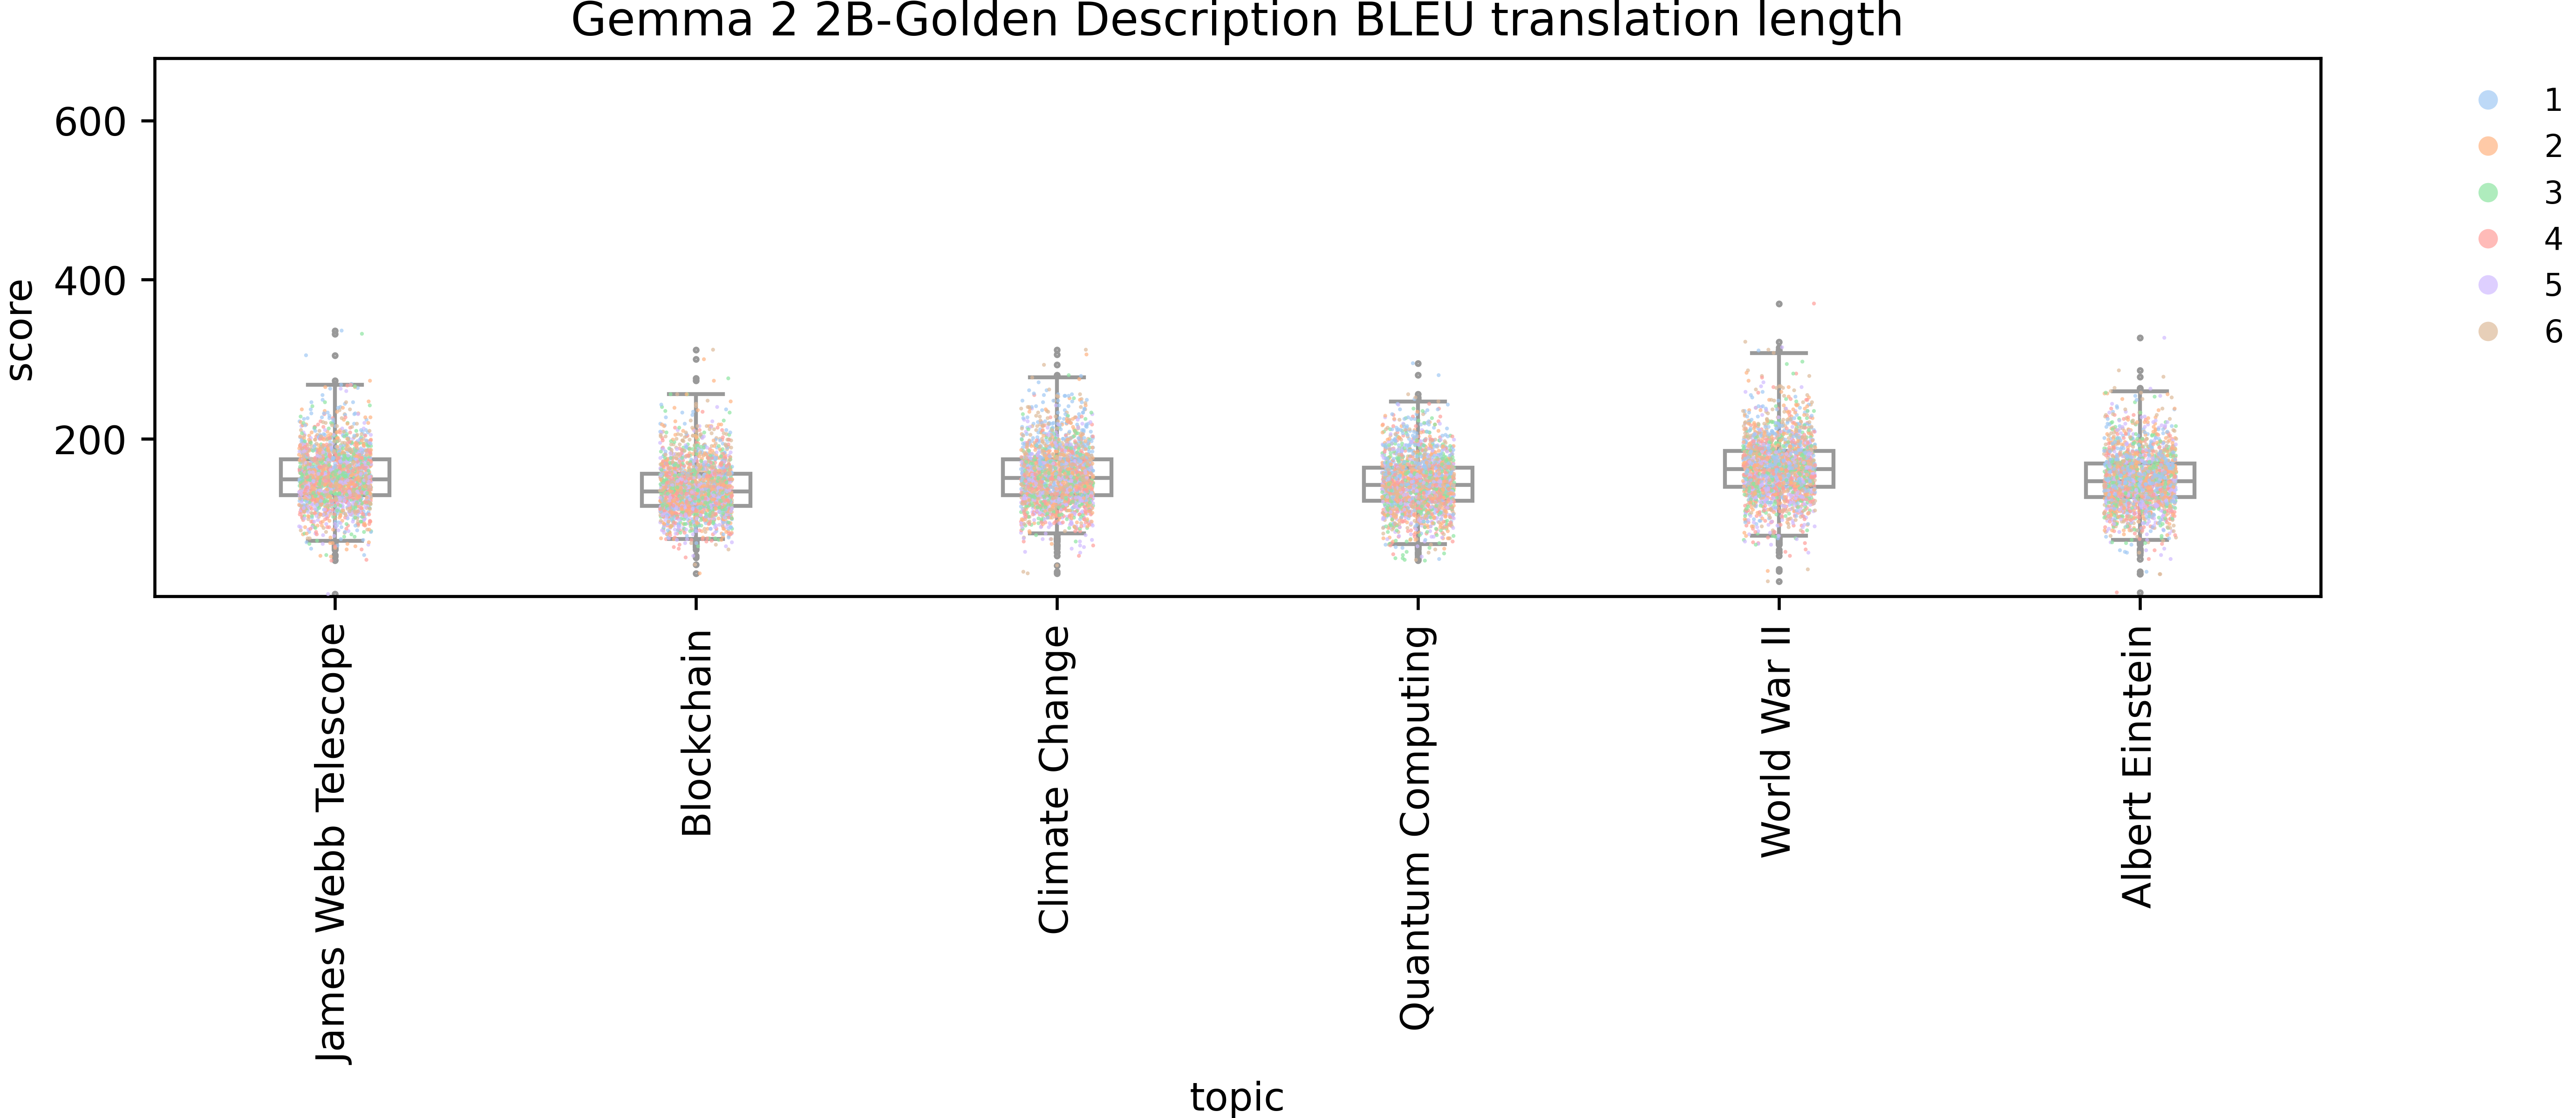 Gemma 2 2B-Golden Description BLEU translation length
score
600
400
200
1
2
3
4
5
6
James Webb Telescope
Blockchain
Climate Change
Quantum Computing
World War II
Albert Einstein
topic